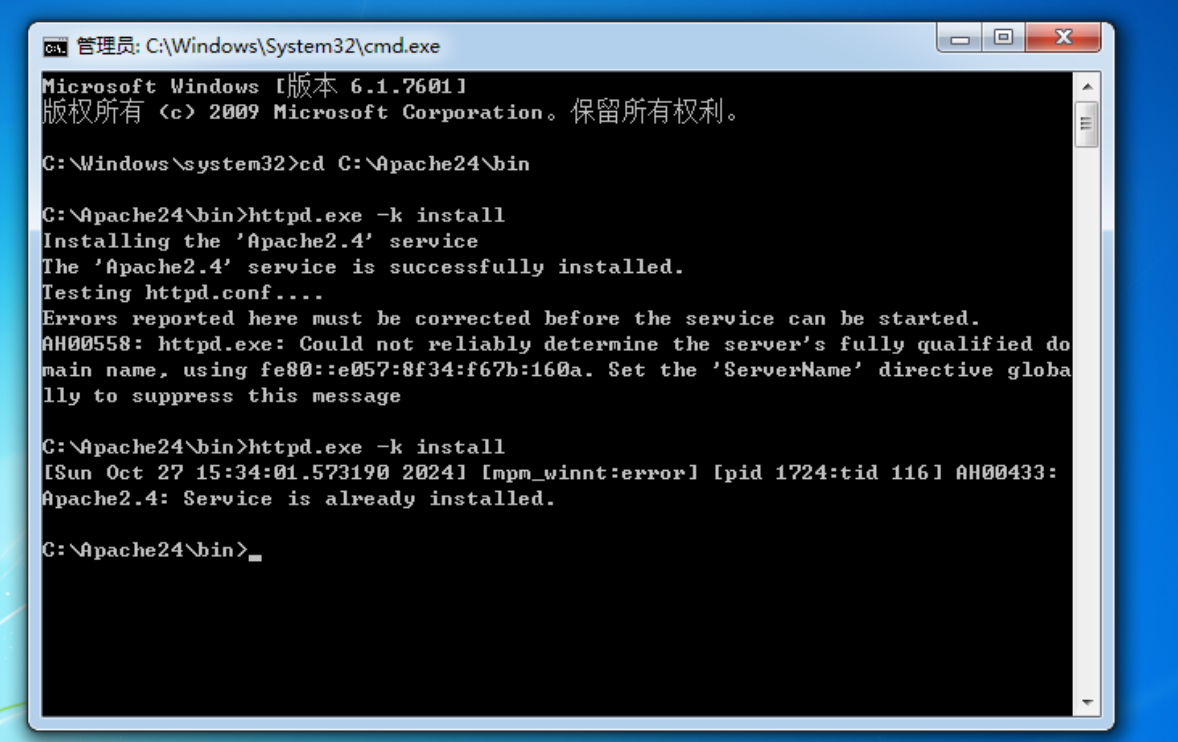 管理员: C:\Windows\System32\cmd.exe
Microsoft Windows [版本 6.1.7601]
版权所有 (c) 2009 Microsoft Corporation。保留所有权利。
C:\Windows\system32>cd C:\Apache24\bin
C:\Apache24\bin>httpd.exe -k install
Installing the 'Apache2.4' service
The 'Apache2.4' service is successfully installed.
Testing httpd.conf....
Errors reported here must be corrected before the service can be started.
AH00558: httpd.exe: Could not reliably determine the server's fully qualified do
main name, using fe80::e057:8f34:f67b:160a. Set the 'ServerName' directive globa
lly to suppress this message
C:\Apache24\bin>httpd.exe -k install
[Sun Oct 27 15:34:01.573190 2024] [mpm_winnt:error] [pid 1724:tid 116] AH00433:
Apache2.4: Service is already installed.
C:\Apache24\bin>_